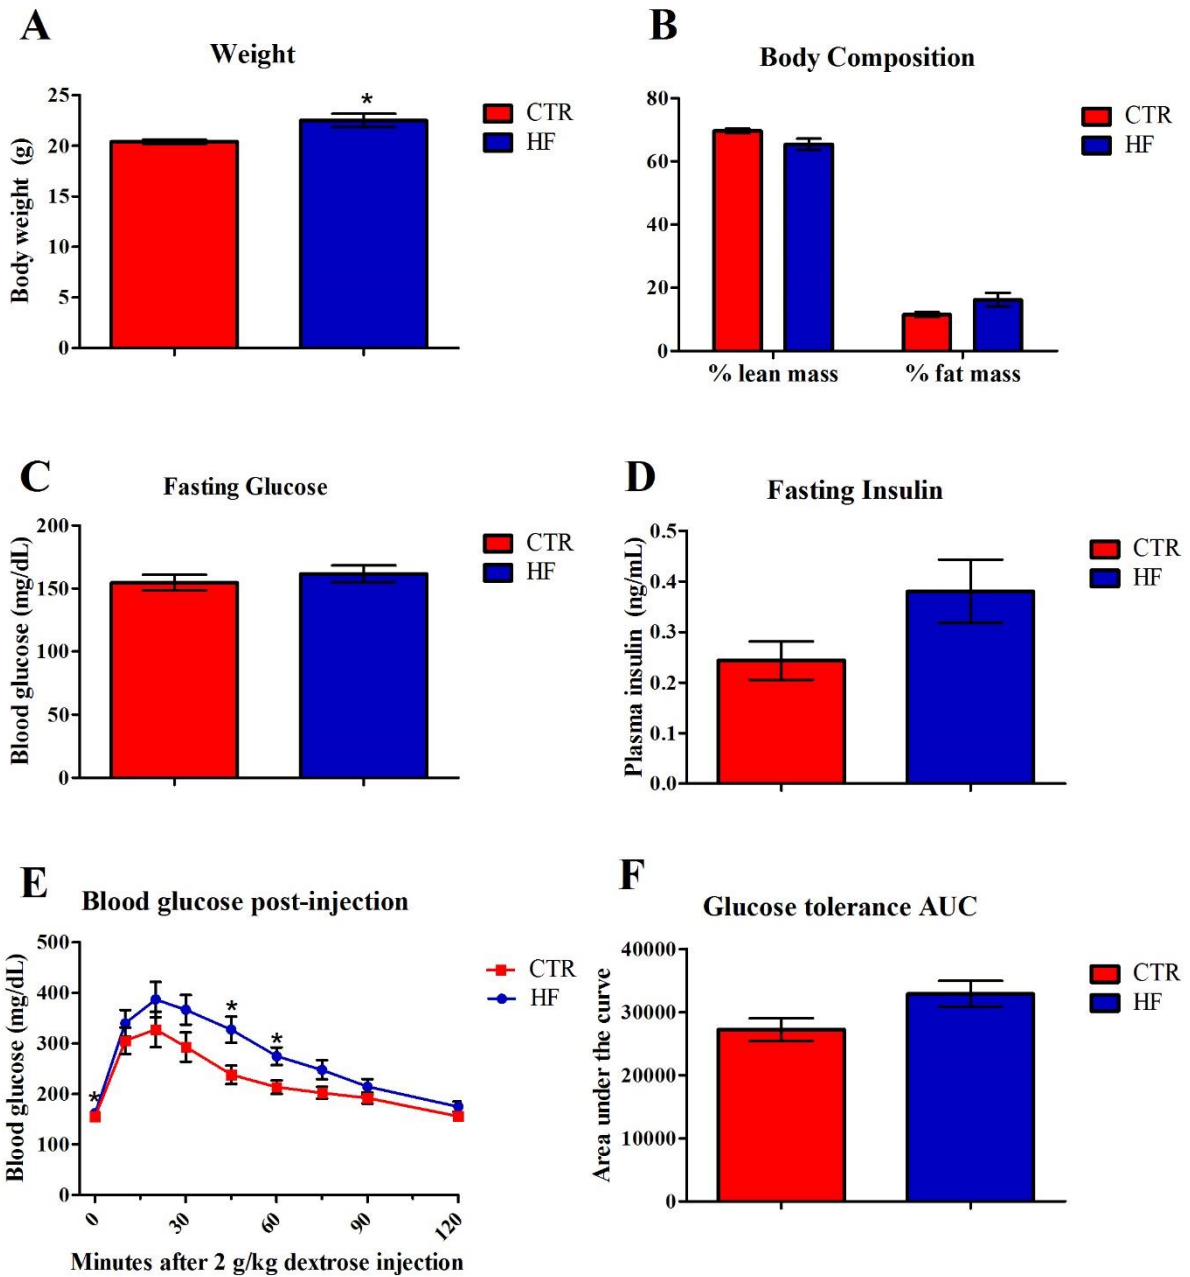 A
Weight
25
20
15
10
5
0
Body weight (g)
*
CTR
HF
B
Body Composition
80
60
40
20
0
% lean mass
% fat mass
CTR
HF
C
Fasting Glucose
200
150
100
50
0
Blood glucose (mg/dL)
CTR
HF
D
Fasting Insulin
0.5
0.4
0.3
0.2
0.1
0.0
Plasma insulin (ng/mL)
CTR
HF
E
Blood glucose post-injection
500
400
300
200
100
0
Blood glucose (mg/dL)
*
*
*
0
30
60
90
120
Minutes after 2 g/kg dextrose injection
CTR
HF
F
Glucose tolerance AUC
40000
30000
20000
10000
0
Area under the curve
CTR
HF